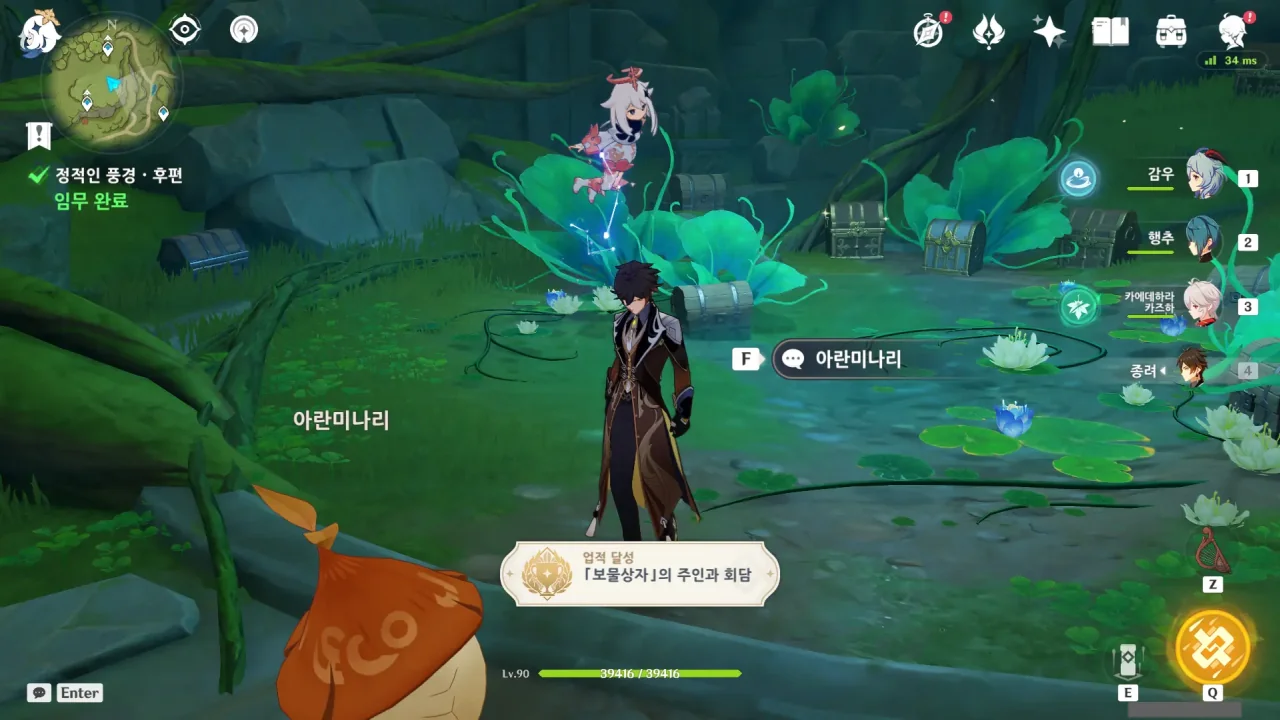 N
34 ms
정적인 풍경 · 후편
임무 완료
감우
1
행추
2
카에데하라
카즈하
3
종려
4
F
아란미나리
아란미나리
업적 달성
「보물상자」의 주인과 회담
Z
Lv.90
39416 / 39416
E
Q
Enter